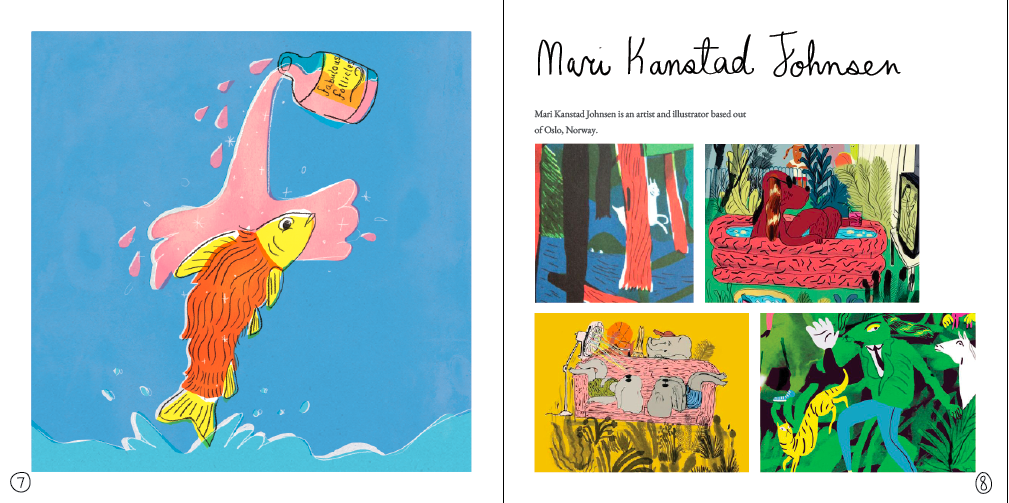 fabulous
follicles
Mari Kanstad Johnsen
Mari Kanstad Johnsen is an artist and illustrator based out
of Oslo, Norway.
7
8